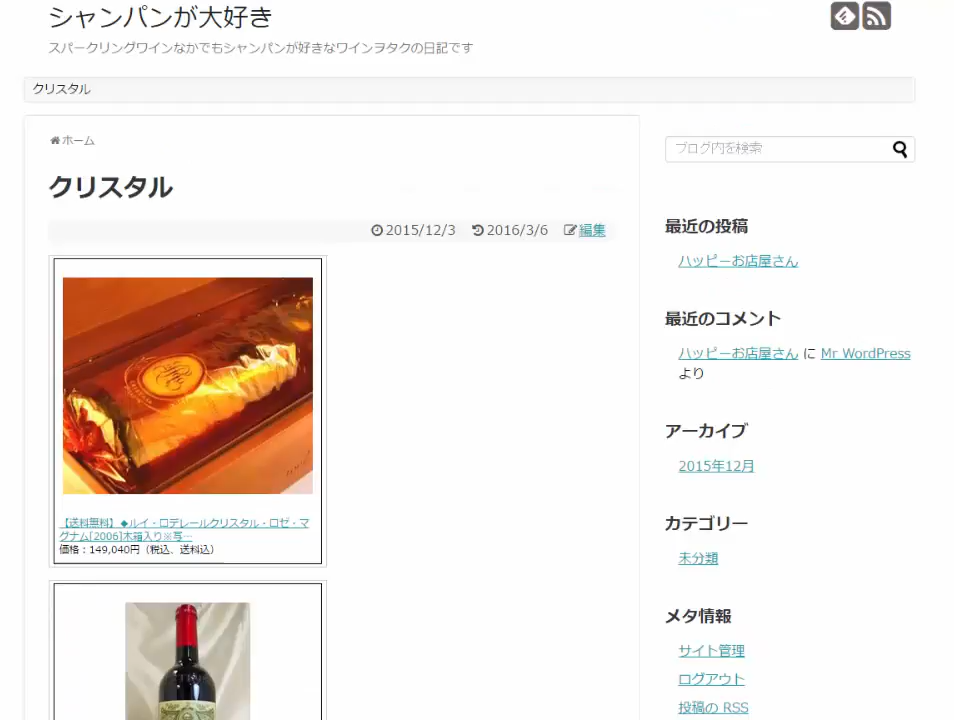 シャンパンが大好き
スパークリングワインなかでもシャンパンが好きなワインヲタクの日記です
クリスタル
ホーム
クリスタル
2015/12/3 2016/3/6 編集
【送料無料】◆ルイ・ロデレールクリスタル・ロゼ・マ
グナム[2006]木箱入り※写…
価格：149,040円（税込、送料込）
ブログ内を検索
最近の投稿
ハッピーお店屋さん
最近のコメント
ハッピーお店屋さん に Mr WordPress
より
アーカイブ
2015年12月
カテゴリー
未分類
メタ情報
サイト管理
ログアウト
投稿の RSS